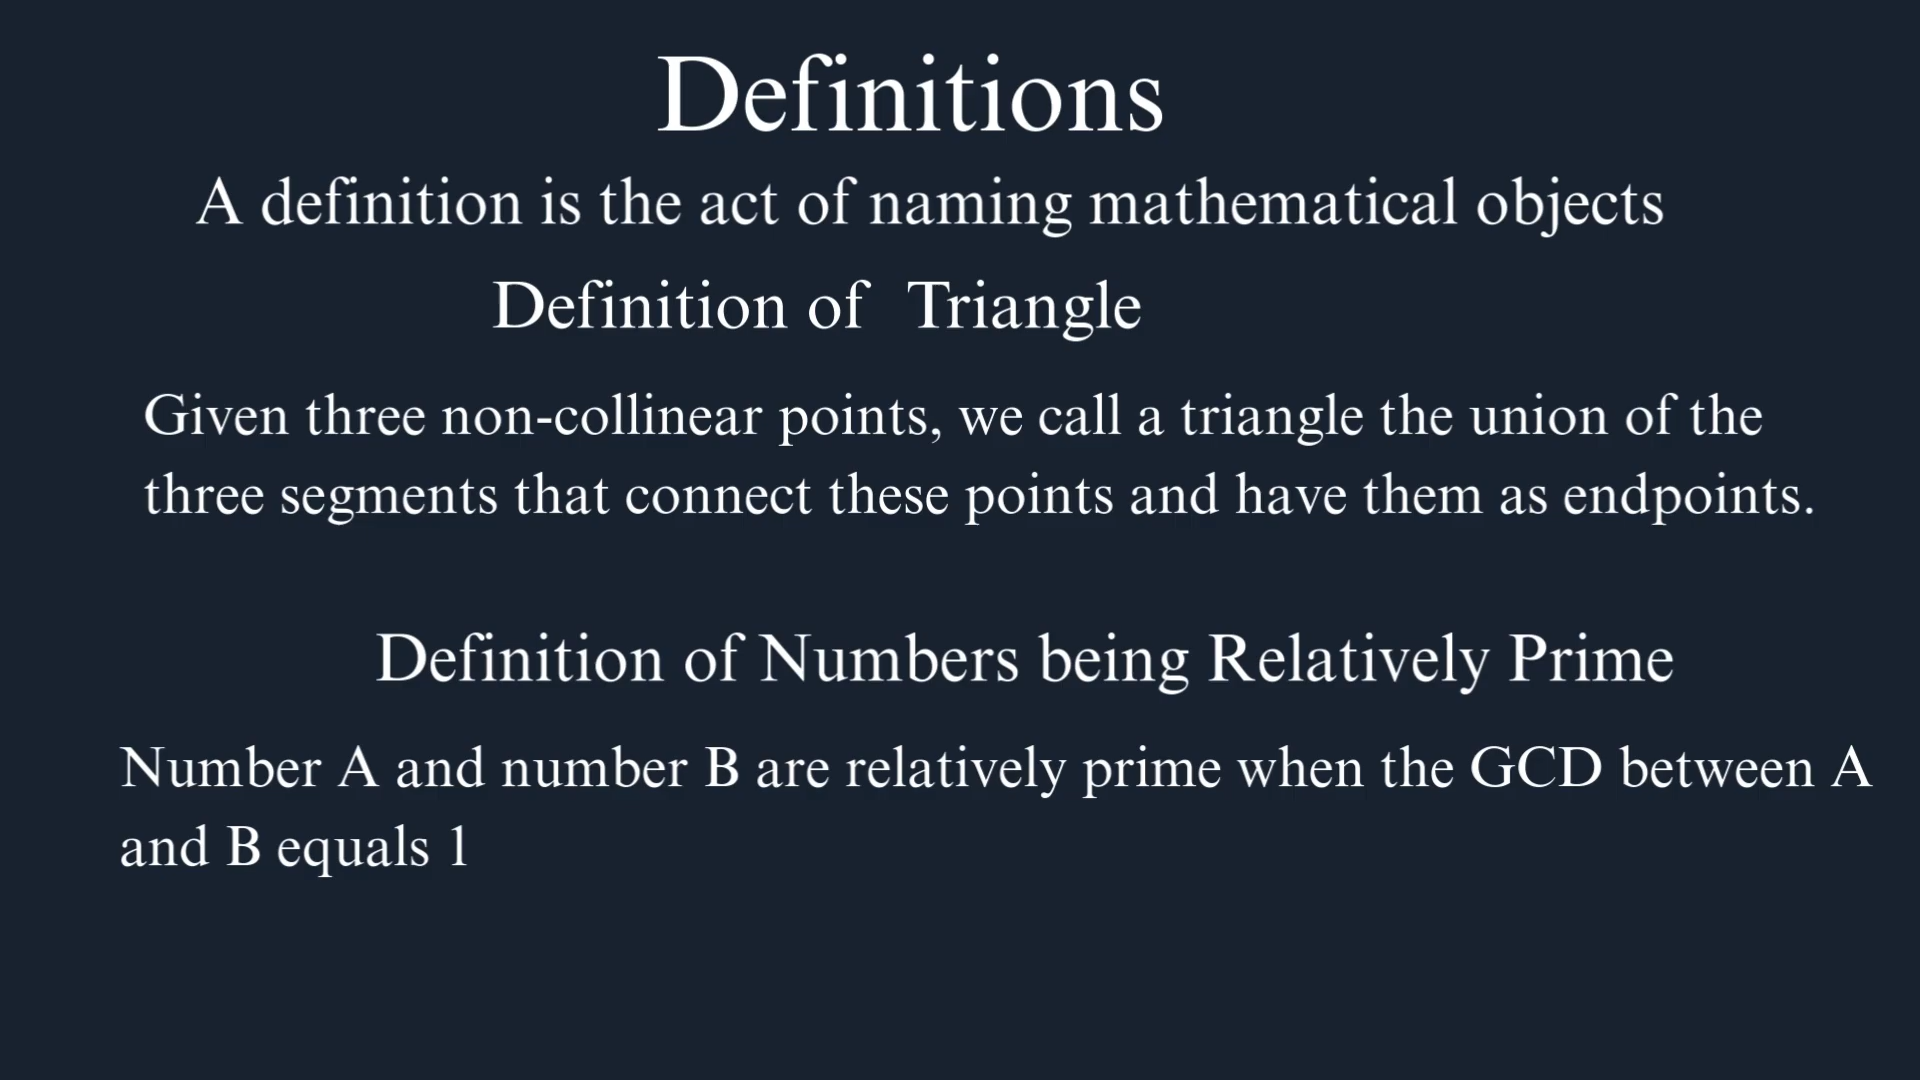 Definitions
A definition is the act of naming mathematical objects
Definition of Triangle
Given three non-collinear points, we call a triangle the union of the
three segments that connect these points and have them as endpoints.
Definition of Numbers being Relatively Prime
Number A and number B are relatively prime when the GCD between A
and B equals 1